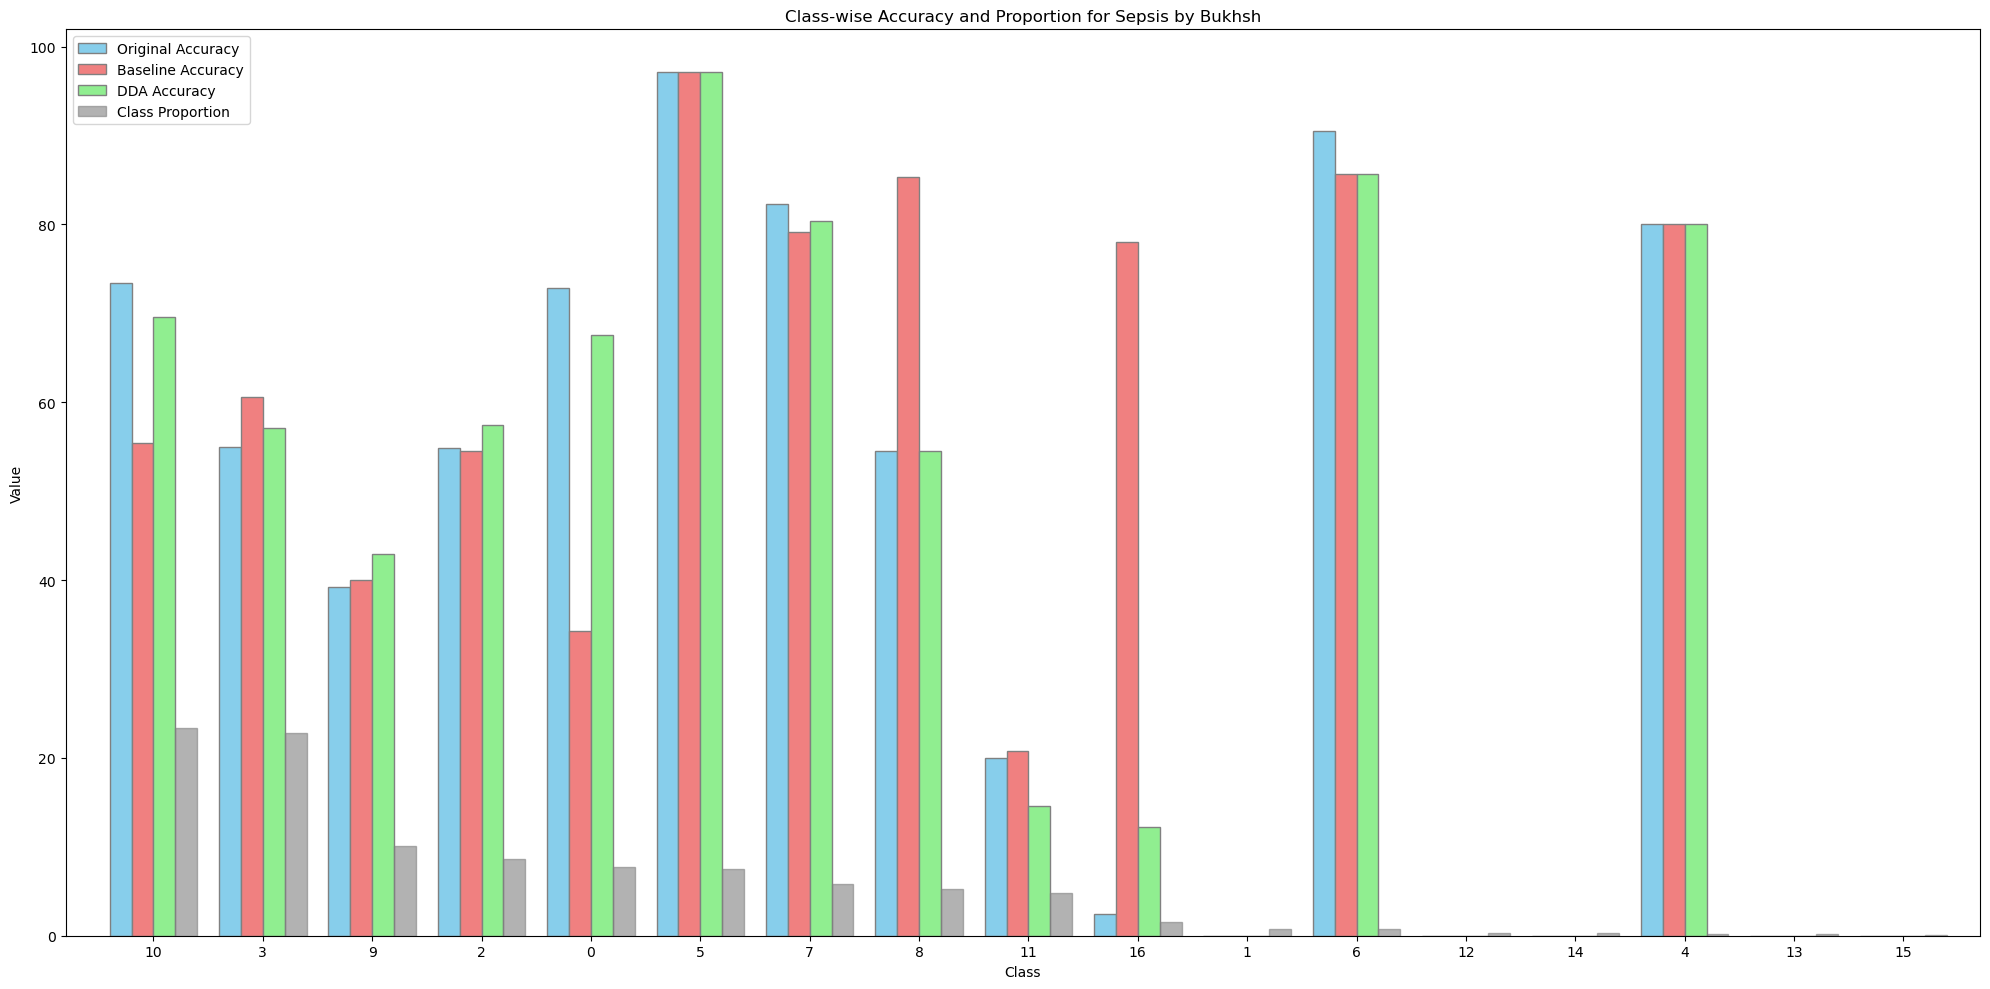 Class-wise Accuracy and Proportion for Sepsis by Bukhsh
Original Accuracy
Baseline Accuracy
DDA Accuracy
Class Proportion
100
80
60
40
20
0
Value
10 3 9 2 0 5 7 8 11 16 1 6 12 14 4 13 15
Class